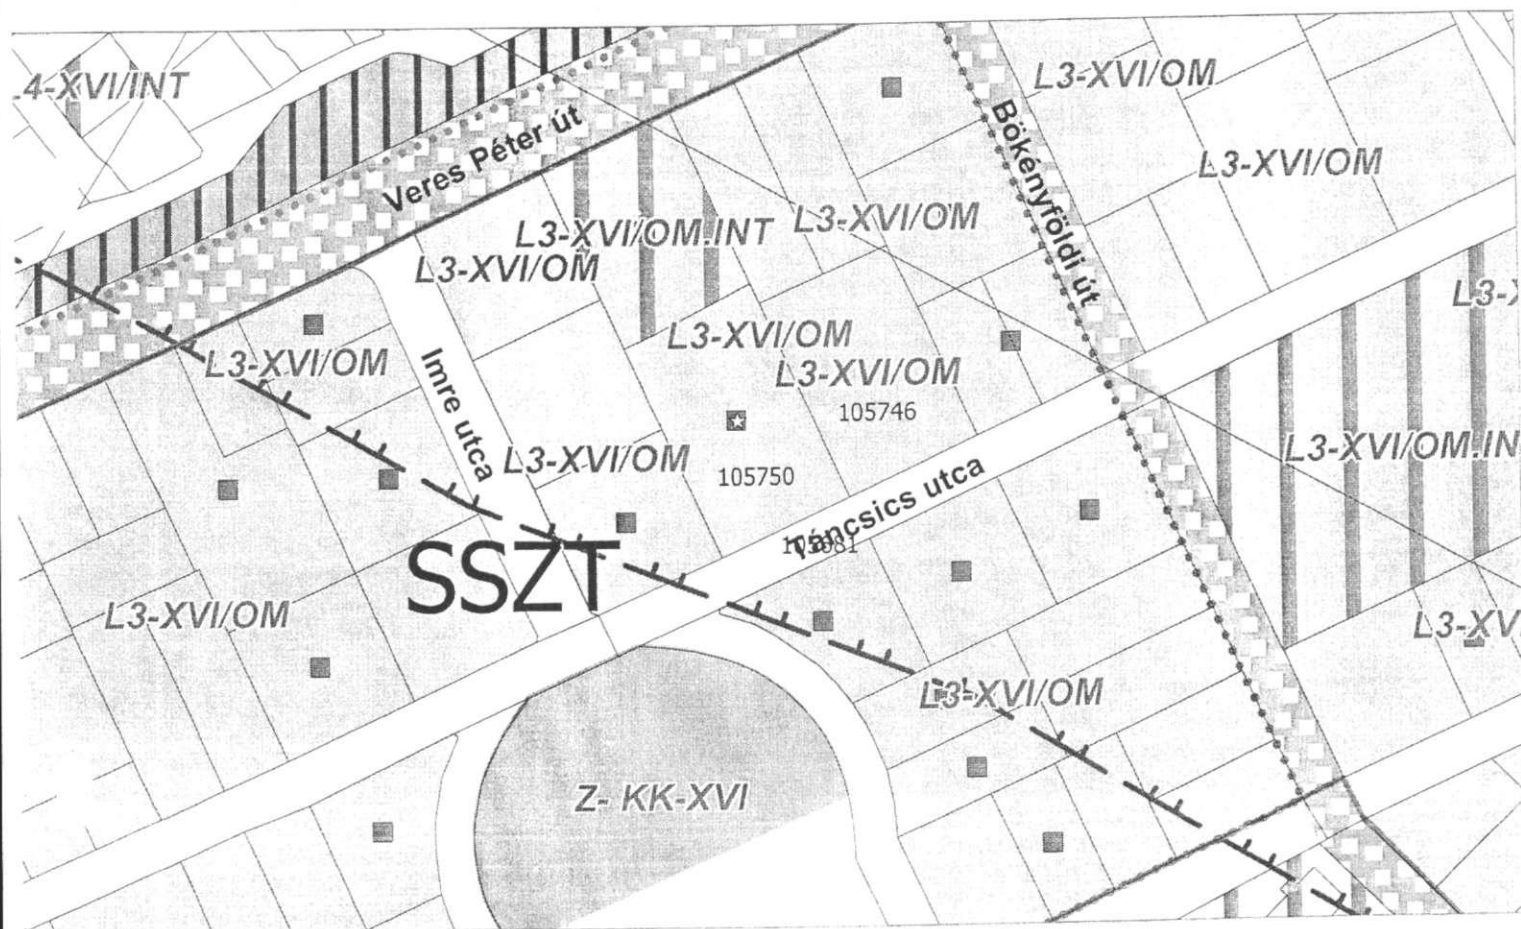 .4-XVI/INT
L3-XVI/OM
Veres Péter út
Bökényföldi út
L3-XVI/OM
L3-XVI/OM.INT
L3-XVI/OM
L3-XVI/OM
L3-XVI/OM
L3-XVI/OM
Imre utca
L3-XVI/OM
105746
L3-XVI/OM
105750
L3-XVI/OM.IN
Táncsics utca
SSZT
L3-XVI/OM
L3-XV
L3-XVI/OM
Z- KK-XVI